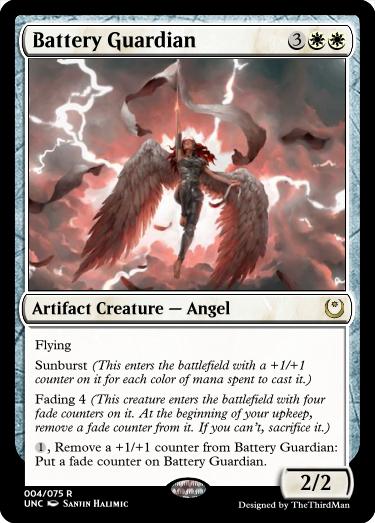 Battery Guardian 3
Artifact Creature — Angel
Flying
Sunburst (This enters the battlefield with a +1/+1
counter on it for each color of mana spent to cast it.)
Fading 4 (This creature enters the battlefield with four
fade counters on it. At the beginning of your upkeep,
remove a fade counter from it. If you can't, sacrifice it.)
1, Remove a +1/+1 counter from Battery Guardian:
Put a fade counter on Battery Guardian.
2/2
004/075 R
UNC Sanjin Halimic
Designed by TheThirdMan